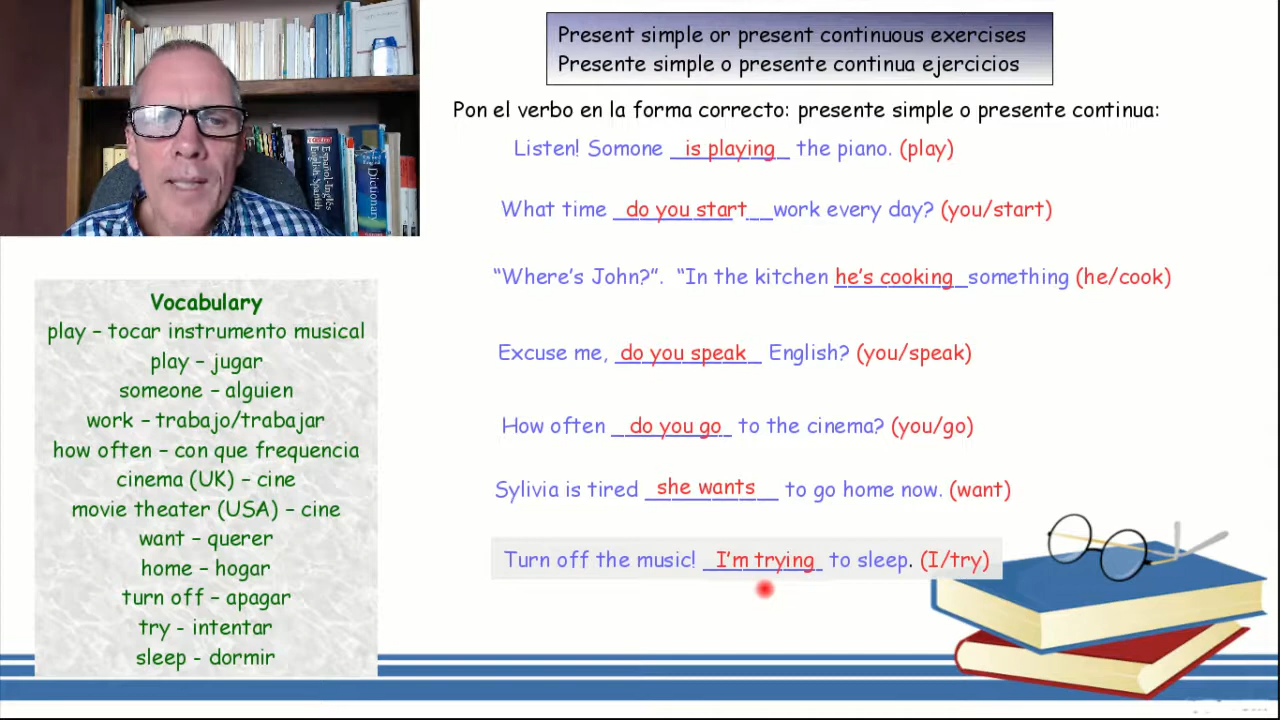 Present simple or present continuous exercises
Presente simple o presente continua ejercicios
Pon el verbo en la forma correcto: presente simple o presente continua:
Listen! Somone is playing the piano. (play)
What time do you start work every day? (you/start)
“Where’s John?”. “In the kitchen he’s cooking something (he/cook)
Excuse me, do you speak English? (you/speak)
How often do you go to the cinema? (you/go)
Sylivia is tired she wants to go home now. (want)
Turn off the music! I’m trying to sleep. (I/try)
Vocabulary
play – tocar instrumento musical
play – jugar
someone – alguien
work – trabajo/trabajar
how often – con que frequencia
cinema (UK) – cine
movie theater (USA) – cine
want – querer
home – hogar
turn off – apagar
try - intentar
sleep - dormir
Español-Inglés
English-Spanish
Dictionary